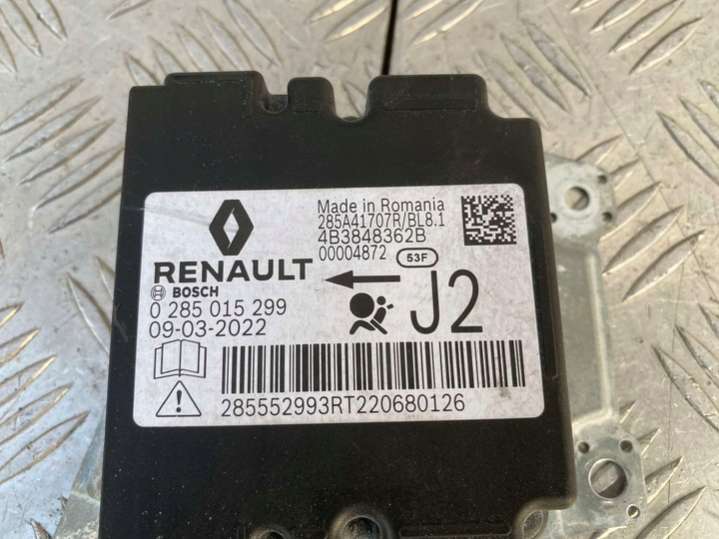 Made in Romania
285A41707R/BL8.1
4B3848362B
00004872 53F
RENAULT
BOSCH
0 285 015 299
09-03-2022
J2
285552993RT220680126